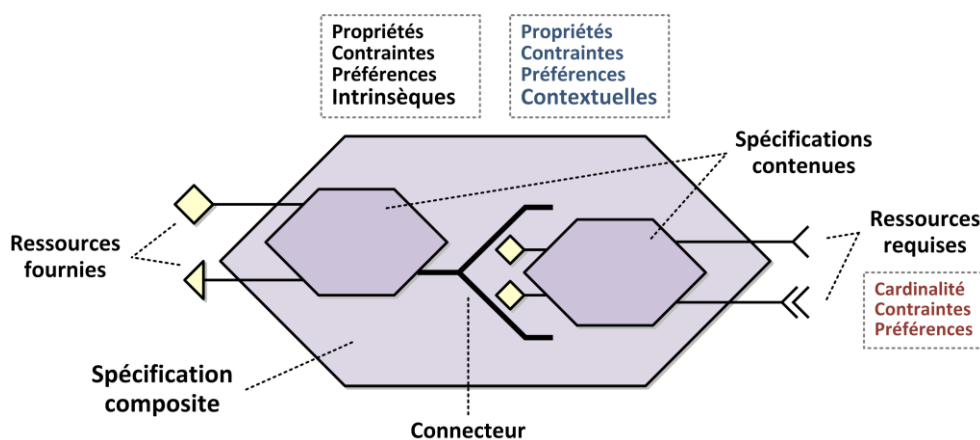 Propriétés
Contraintes
Préférences
Intrinsèques
Propriétés
Contraintes
Préférences
Contextuelles
Spécifications
contenues
Ressources
fournies
Ressources
requises
Cardinalité
Contraintes
Préférences
Spécification
composite
Connecteur